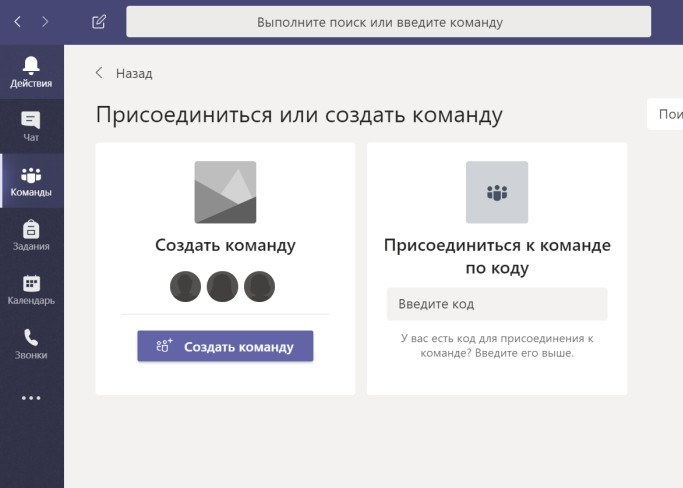 Выполните поиск или введите команду
Действия
Чат
Команды
Задания
Календарь
Звонки
Назад
Присоединиться или создать команду
Пои
Создать команду
Создать команду
Присоединиться к команде
по коду
Введите код
У вас есть код для присоединения к
команде? Введите его выше.